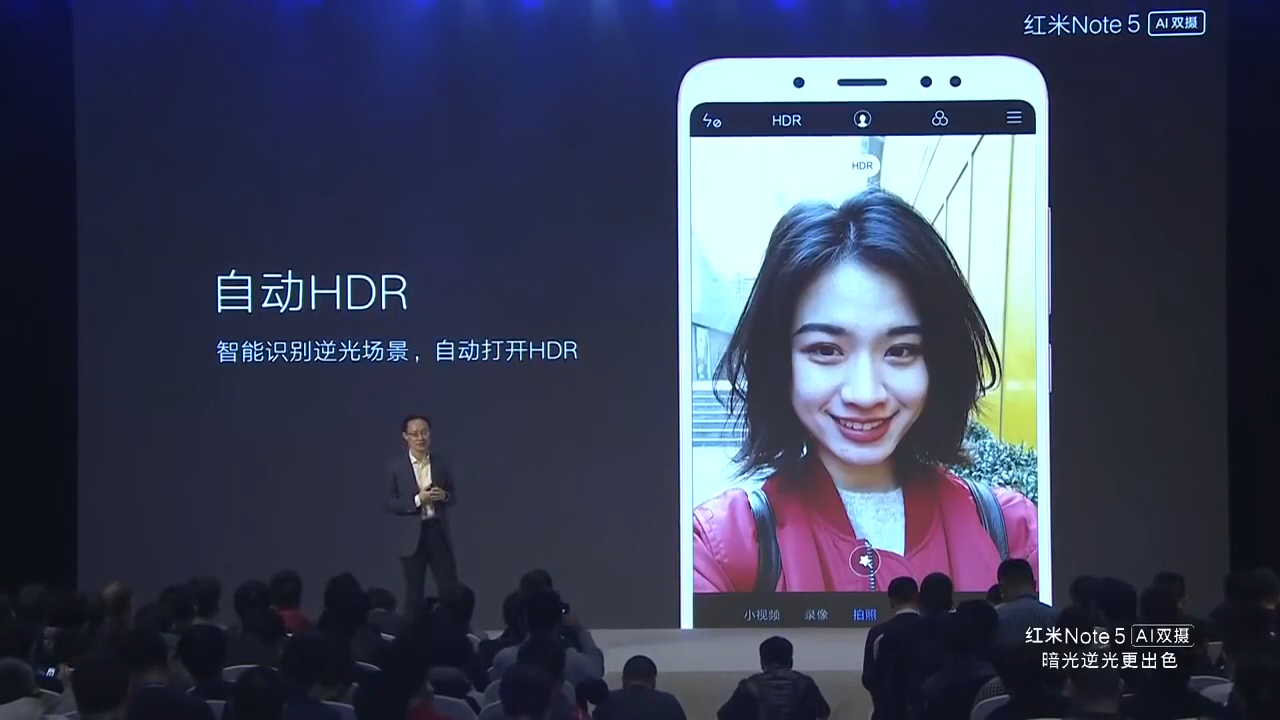 红米Note 5 AI 双摄
HDR
HDR
自动HDR
智能识别逆光场景，自动打开HDR
小视频 录像 拍照
红米Note 5 AI双摄
暗光逆光更出色